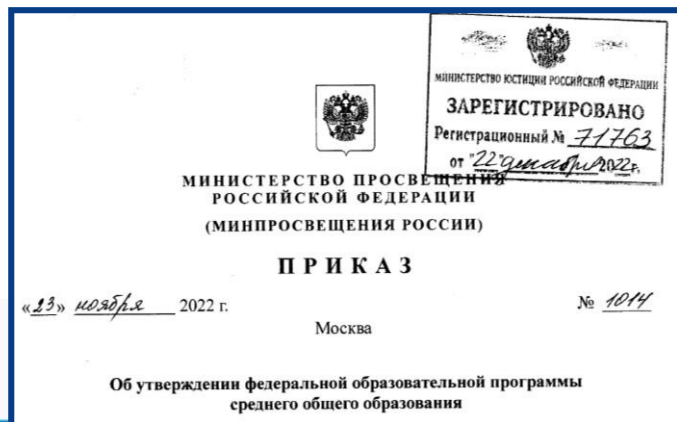 МИНИСТЕРСТВО ЮСТИЦИИ РОССИЙСКОЙ ФЕДЕРАЦИИ
ЗАРЕГИСТРИРОВАНО
Регистрационный № 71763
от "22" декабря 2022 г.
МИНИСТЕРСТВО ПРОСВЕЩЕНИЯ
РОССИЙСКОЙ ФЕДЕРАЦИИ
(МИНПРОСВЕЩЕНИЯ РОССИИ)
ПРИКАЗ
«23» ноября 2022 г.
№ 1014
Москва
Об утверждении федеральной образовательной программы
среднего общего образования